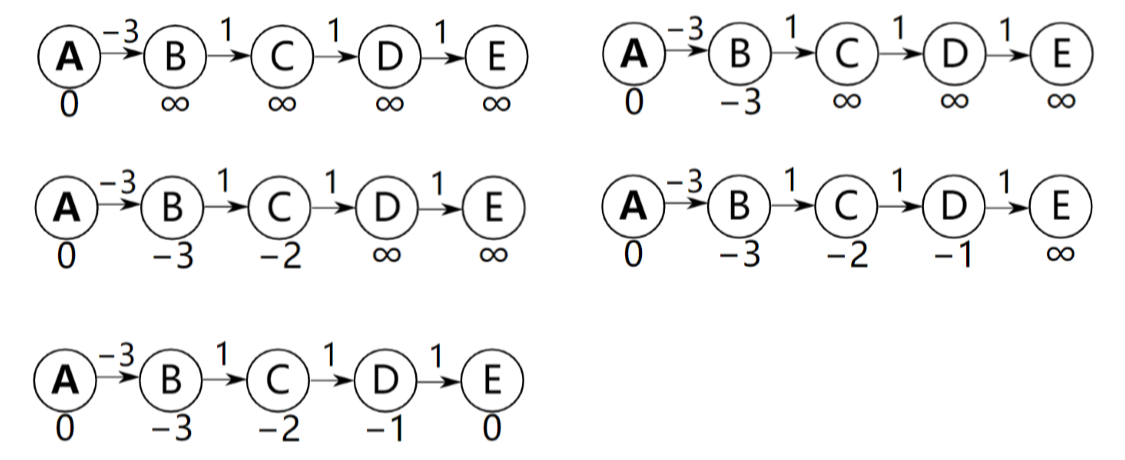 −3 1 1 1
A B C D E
0 ∞ ∞ ∞ ∞
−3 1 1 1
A B C D E
0 −3 ∞ ∞ ∞
−3 1 1 1
A B C D E
0 −3 −2 ∞ ∞
−3 1 1 1
A B C D E
0 −3 −2 −1 ∞
−3 1 1 1
A B C D E
0 −3 −2 −1 0